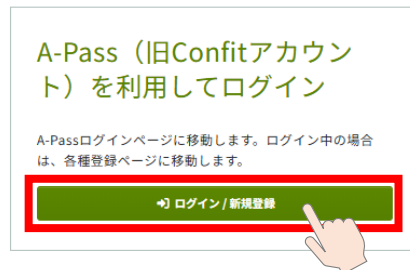 A-Pass（旧Confitアカウン
ト）を利用してログイン
A-Passログインページに移動します。ログイン中の場合
は、各種登録ページに移動します。
ログイン / 新規登録